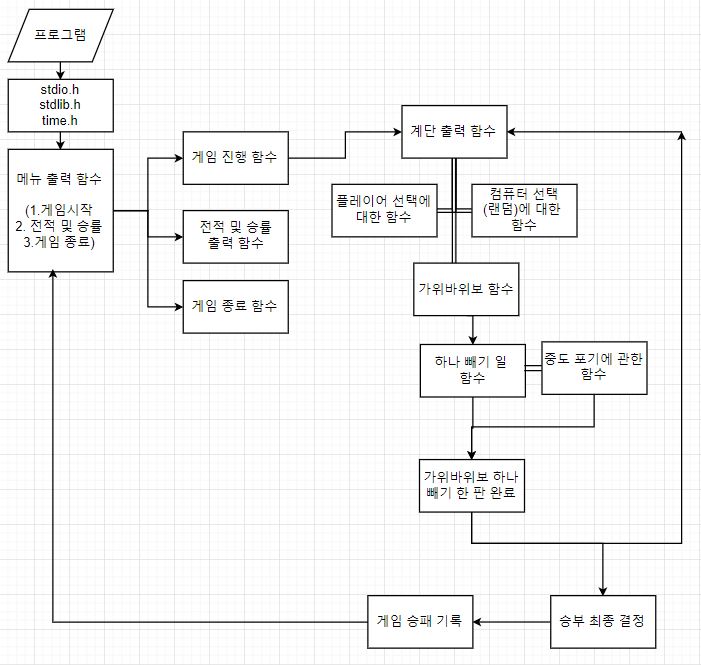 프로그램
stdio.h
stdlib.h
time.h
메뉴 출력 함수
(1.게임시작
2. 전적 및 승률
3.게임 종료)
게임 진행 함수
전적 및 승률
출력 함수
게임 종료 함수
계단 출력 함수
플레이어 선택에
대한 함수
컴퓨터 선택
(랜덤)에 대한
함수
가위바위보 함수
하나 빼기 일
함수
중도 포기에 관한
함수
가위바위보 하나
빼기 한 판 완료
게임 승패 기록
승부 최종 결정